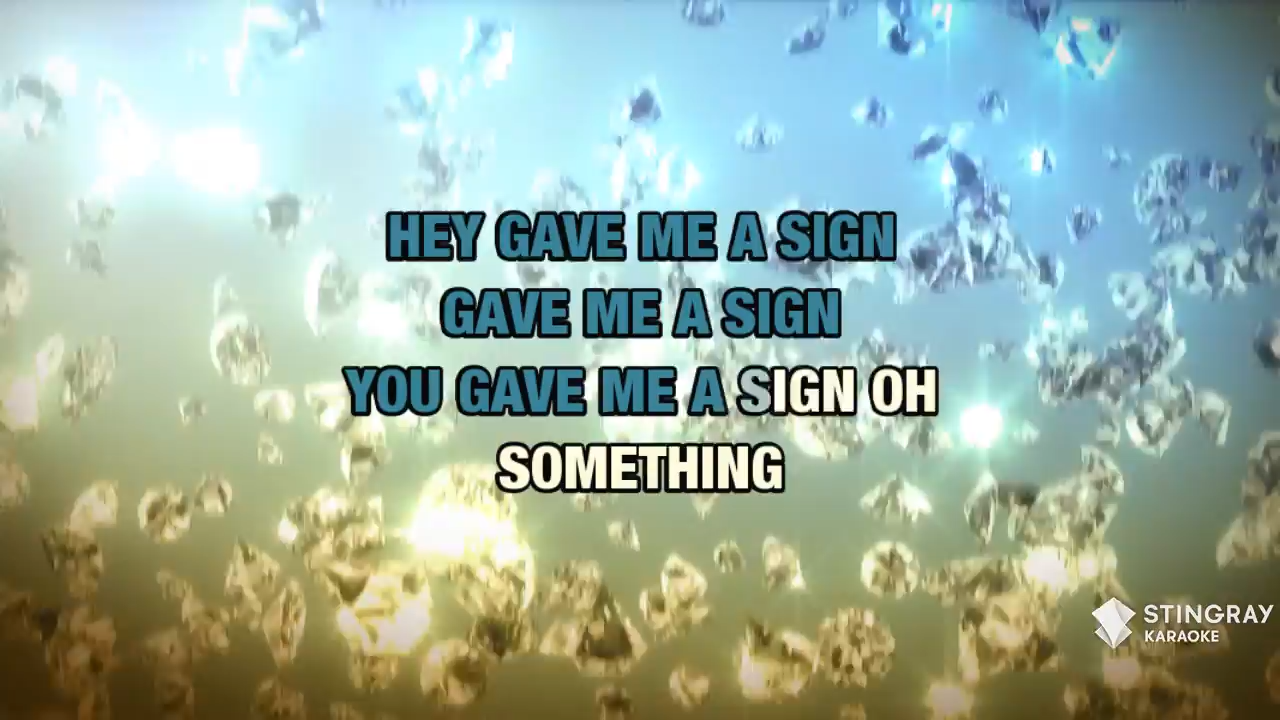 HEY GAVE ME A SIGN
GAVE ME A SIGN
YOU GAVE ME A SIGN OH
SOMETHING
STINGRAY
KARAOKE